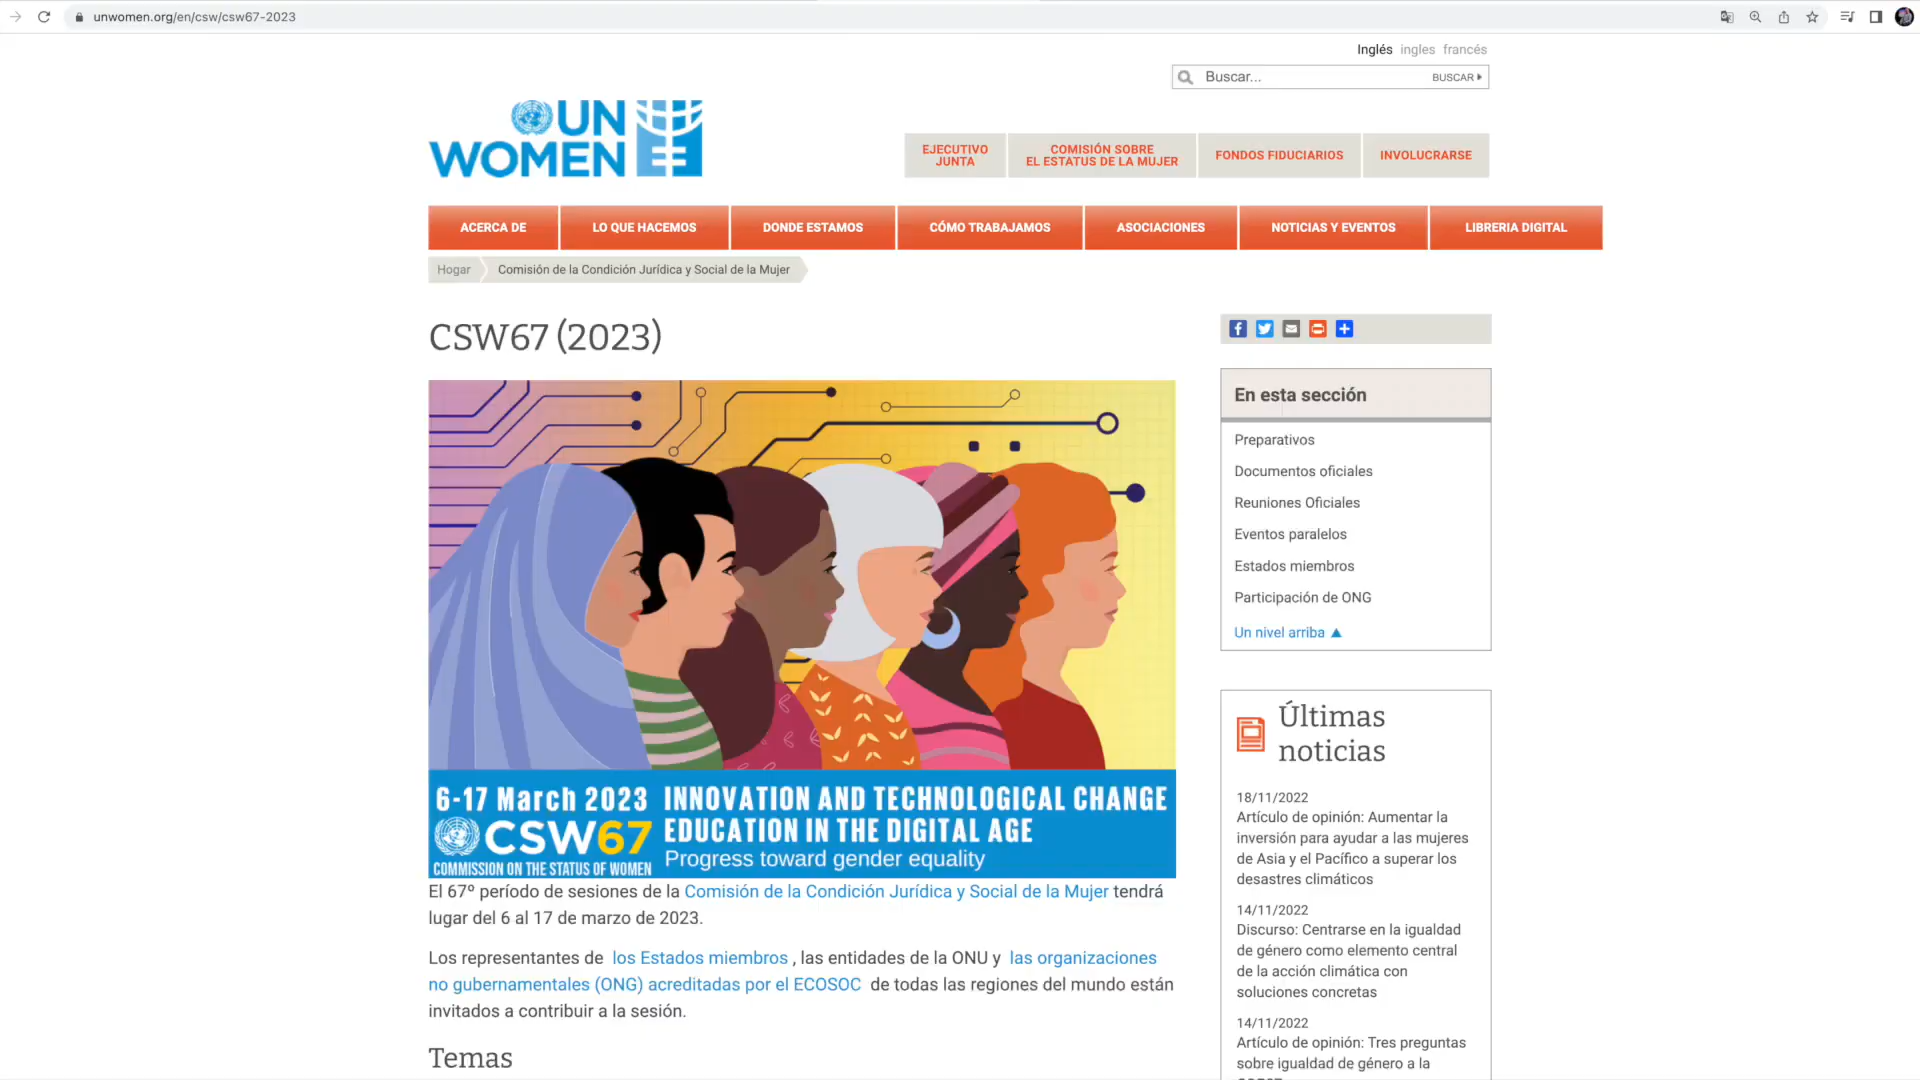 unwomen.org/en/csw/csw67-2023
Inglés ingles francés
Buscar... BUSCAR
UN
WOMEN
EJECUTIVO
JUNTA
COMISIÓN SOBRE
EL ESTATUS DE LA MUJER
FONDOS FIDUCIARIOS
INVOLUCRARSE
ACERCA DE
LO QUE HACEMOS
DONDE ESTAMOS
CÓMO TRABAJAMOS
ASOCIACIONES
NOTICIAS Y EVENTOS
LIBRERIA DIGITAL
Hogar
Comisión de la Condición Jurídica y Social de la Mujer
CSW67 (2023)
6-17 March 2023
CSW67
COMMISSION ON THE STATUS OF WOMEN
INNOVATION AND TECHNOLOGICAL CHANGE
EDUCATION IN THE DIGITAL AGE
Progress toward gender equality
El 67º período de sesiones de la Comisión de la Condición Jurídica y Social de la Mujer tendrá
lugar del 6 al 17 de marzo de 2023.
Los representantes de los Estados miembros , las entidades de la ONU y las organizaciones
no gubernamentales (ONG) acreditadas por el ECOSOC de todas las regiones del mundo están
invitados a contribuir a la sesión.
Temas
En esta sección
Preparativos
Documentos oficiales
Reuniones Oficiales
Eventos paralelos
Estados miembros
Participación de ONG
Un nivel arriba
Últimas
noticias
18/11/2022
Artículo de opinión: Aumentar la
inversión para ayudar a las mujeres
de Asia y el Pacífico a superar los
desastres climáticos
14/11/2022
Discurso: Centrarse en la igualdad
de género como elemento central
de la acción climática con
soluciones concretas
14/11/2022
Artículo de opinión: Tres preguntas
sobre igualdad de género a la